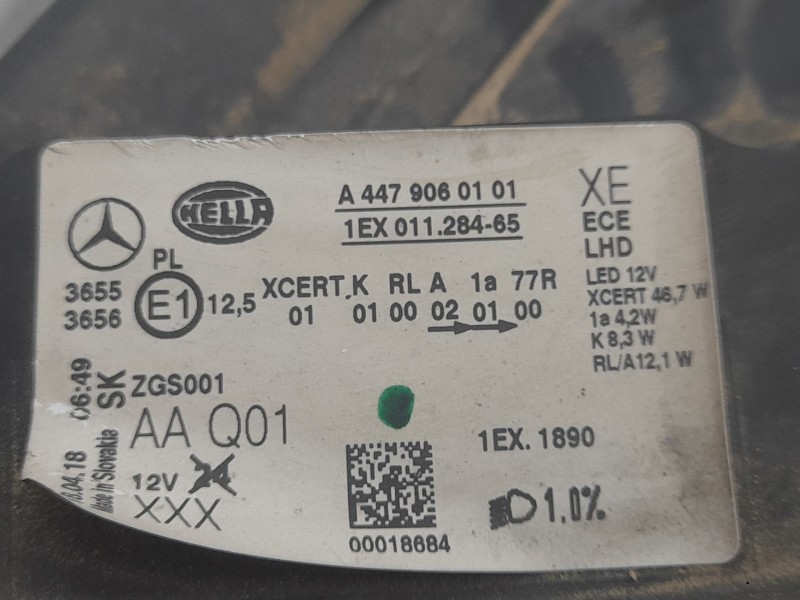 HELLA
A 447 906 01 01
1EX 011.284-65
XE
ECE
LHD
PL
3655
3656
E1
12,5
XCERT K RL A 1a 77R
01 01 00 02 01 00
LED 12V
XCERT 46,7 W
1a 4,2W
K 8,3 W
RL/A12,1 W
.04.18 06:49
Made in Slovakia
SK
ZGS001
AA Q01
12V
XXX
00018684
1EX. 1890
1.0%